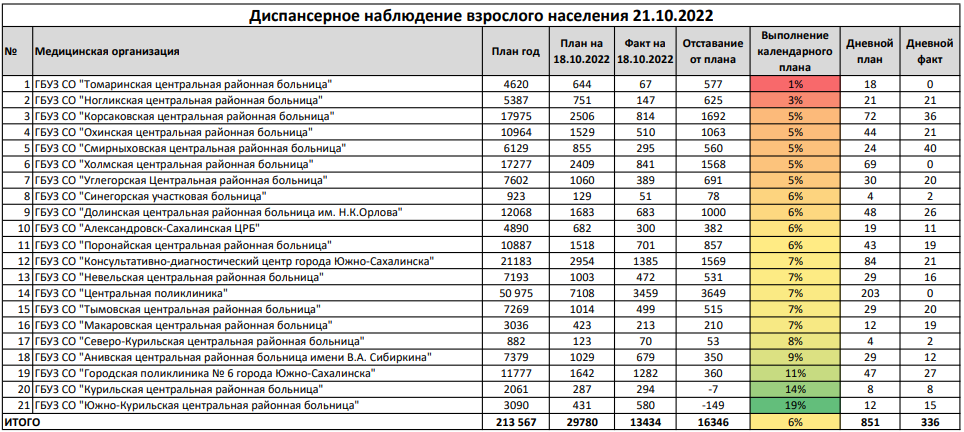 Диспансерное наблюдение взрослого населения 21.10.2022
№ Медицинская организация План год План на 18.10.2022 Факт на 18.10.2022 Отставание от плана Выполнение календарного плана Дневной план Дневной факт
1 ГБУЗ СО "Томаринская центральная районная больница" 4620 644 67 577 1% 18 0
2 ГБУЗ СО "Ногликская центральная районная больница" 5387 751 147 625 3% 21 21
3 ГБУЗ СО "Корсаковская центральная районная больница" 17975 2506 814 1692 5% 72 36
4 ГБУЗ СО "Охинская центральная районная больница" 10964 1529 510 1063 5% 44 21
5 ГБУЗ СО "Смирныховская центральная районная больница" 6129 855 295 560 5% 24 40
6 ГБУЗ СО "Холмская центральная районная больница" 17277 2409 841 1568 5% 69 0
7 ГБУЗ СО "Углегорская Центральная районная больница" 7602 1060 389 691 5% 30 20
8 ГБУЗ СО "Синегорская участковая больница" 923 129 51 78 6% 4 2
9 ГБУЗ СО "Долинская центральная районная больница им. Н.К.Орлова" 12068 1683 683 1000 6% 48 26
10 ГБУЗ СО "Александровск-Сахалинская ЦРБ" 4890 682 300 382 6% 19 11
11 ГБУЗ СО "Поронайская центральная районная больница" 10887 1518 701 857 6% 43 19
12 ГБУЗ СО "Консультативно-диагностический центр города Южно-Сахалинска" 21183 2954 1385 1569 7% 84 21
13 ГБУЗ СО "Невельская центральная районная больница" 7193 1003 472 531 7% 29 16
14 ГБУЗ СО "Центральная поликлиника" 50 975 7108 3459 3649 7% 203 0
15 ГБУЗ СО "Тымовская центральная районная больница" 7269 1014 499 515 7% 29 20
16 ГБУЗ СО "Макаровская центральная районная больница" 3036 423 213 210 7% 12 19
17 ГБУЗ СО "Северо-Курильская центральная районная больница" 882 123 70 53 8% 4 2
18 ГБУЗ СО "Анивская центральная районная больница имени В.А. Сибиркина" 7379 1029 679 350 9% 29 12
19 ГБУЗ СО "Городская поликлиника № 6 города Южно-Сахалинска" 11777 1642 1282 360 11% 47 27
20 ГБУЗ СО "Курильская центральная районная больница" 2061 287 294 -7 14% 8 8
21 ГБУЗ СО "Южно-Курильская центральная районная больница" 3090 431 580 -149 19% 12 15
ИТОГО 213 567 29780 13434 16346 6% 851 336